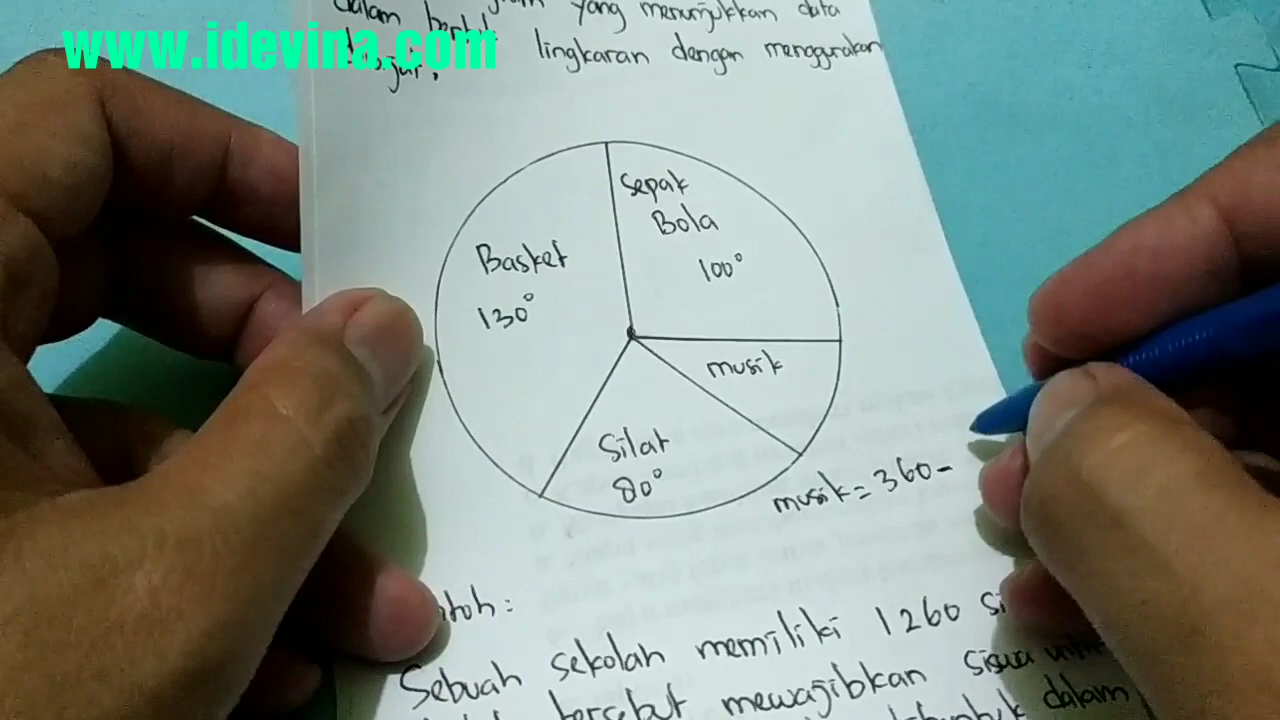 dalam yang menunjukkan data
www.idevina.com
lingkaran dengan menggunakan
Sepak
Bola
100°
Basket
130°
musik
Silat
80°
musik = 360-
Sebuah sekolah memiliki 1260
tersebut mewajibkan siswa
dalam